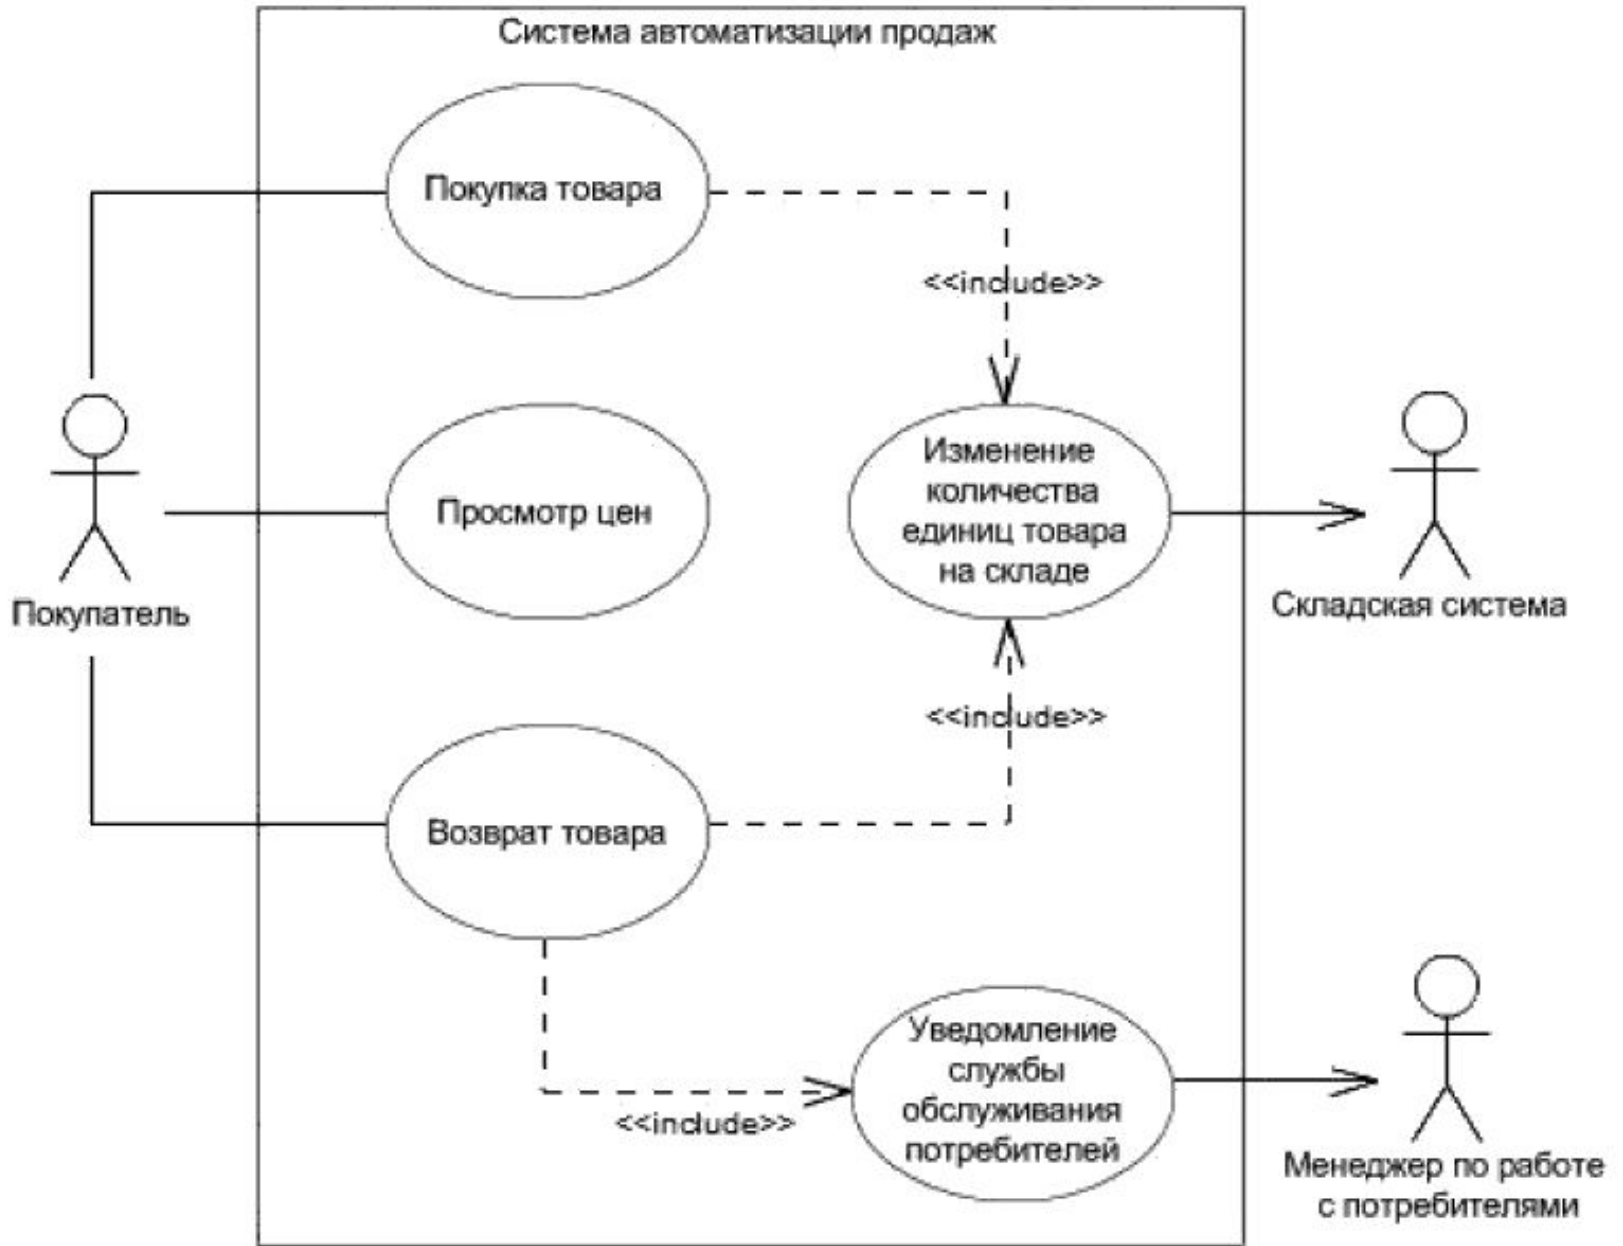 Система автоматизации продаж
Покупка товара
<<include>>
Изменение
количества
единиц товара
на складе
Просмотр цен
Покупатель
Складская система
<<include>>
Возврат товара
Уведомление
службы
обслуживания
потребителей
<<include>>
Менеджер по работе
с потребителями